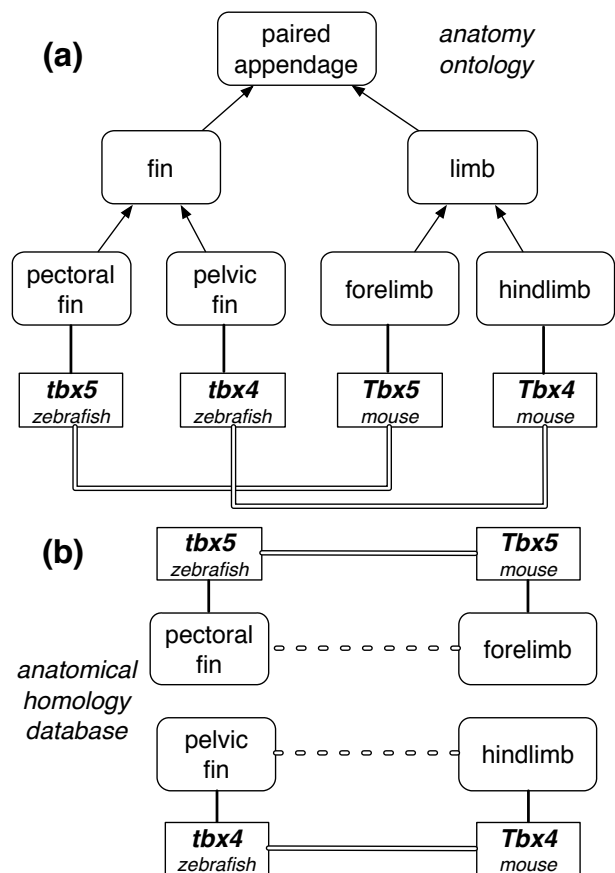 (a)
paired
appendage
anatomy
ontology
fin
limb
pectoral
fin
pelvic
fin
forelimb
hindlimb
tbx5
zebrafish
tbx4
zebrafish
Tbx5
mouse
Tbx4
mouse
(b)
anatomical
homology
database
tbx5
zebrafish
Tbx5
mouse
pectoral
fin
forelimb
pelvic
fin
hindlimb
tbx4
zebrafish
Tbx4
mouse